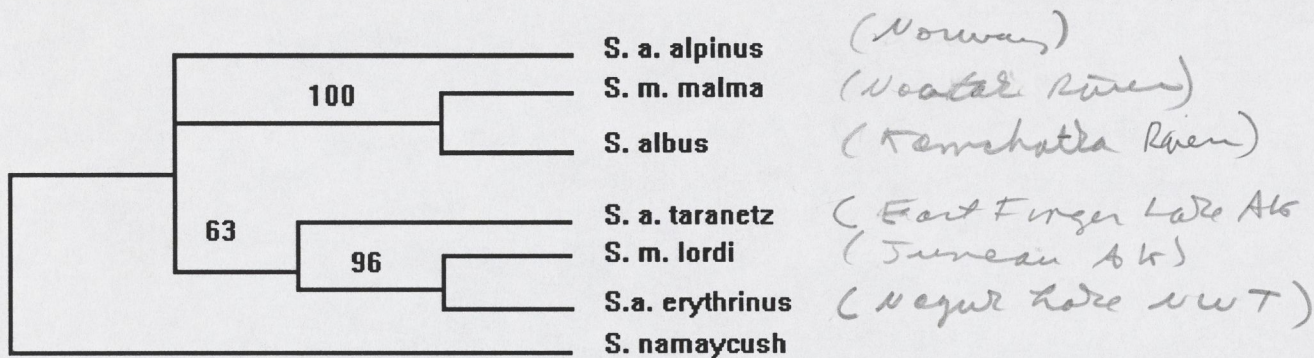 S. a. alpinus (Norway)
100 S. m. malma (Noatak River)
S. albus (Kamchatka River)
63 S. a. taranetz (East Finger Lake AK
96 S. m. lordi (Juneau AK)
S.a. erythrinus (Lake NWT)
S. namaycush